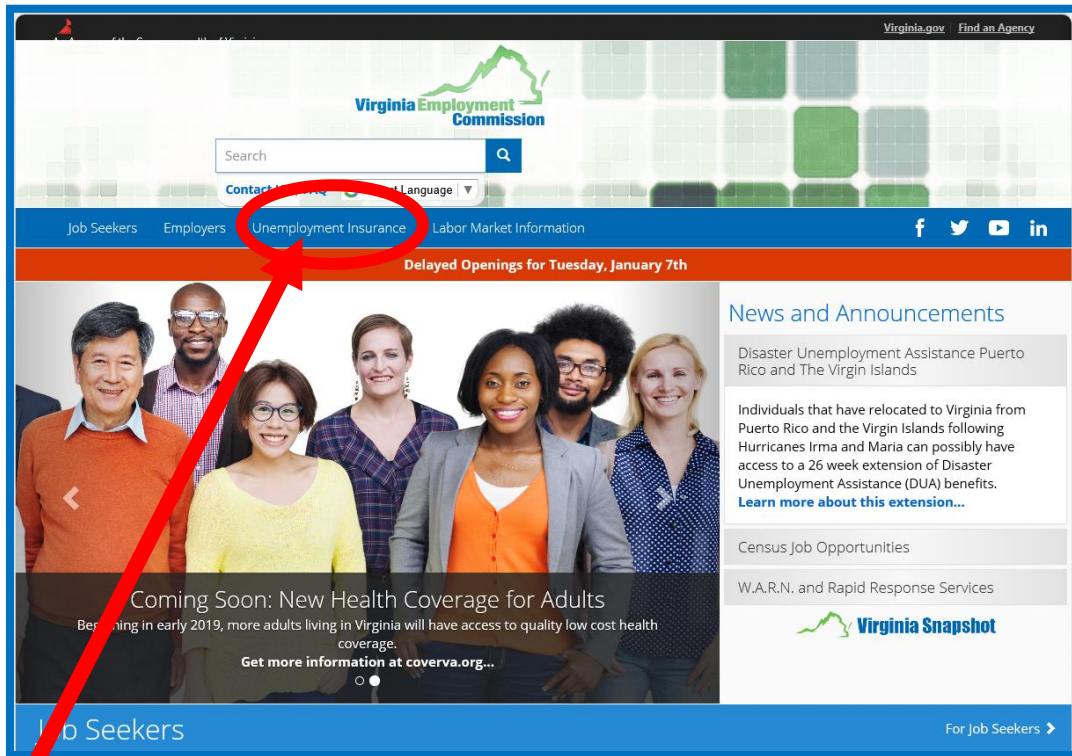 Virginia.gov Find an Agency
Virginia Employment
Commission
Search
Language ▼
Job Seekers Employers Unemployment Insurance Labor Market Information
Delayed Openings for Tuesday, January 7th
News and Announcements
Disaster Unemployment Assistance Puerto
Rico and The Virgin Islands
Individuals that have relocated to Virginia from
Puerto Rico and the Virgin Islands following
Hurricanes Irma and Maria can possibly have
access to a 26 week extension of Disaster
Unemployment Assistance (DUA) benefits.
Learn more about this extension...
Census Job Opportunities
W.A.R.N. and Rapid Response Services
Virginia Snapshot
Coming Soon: New Health Coverage for Adults
Beginning in early 2019, more adults living in Virginia will have access to quality low cost health
coverage.
Get more information at coverva.org...
Job Seekers
For Job Seekers